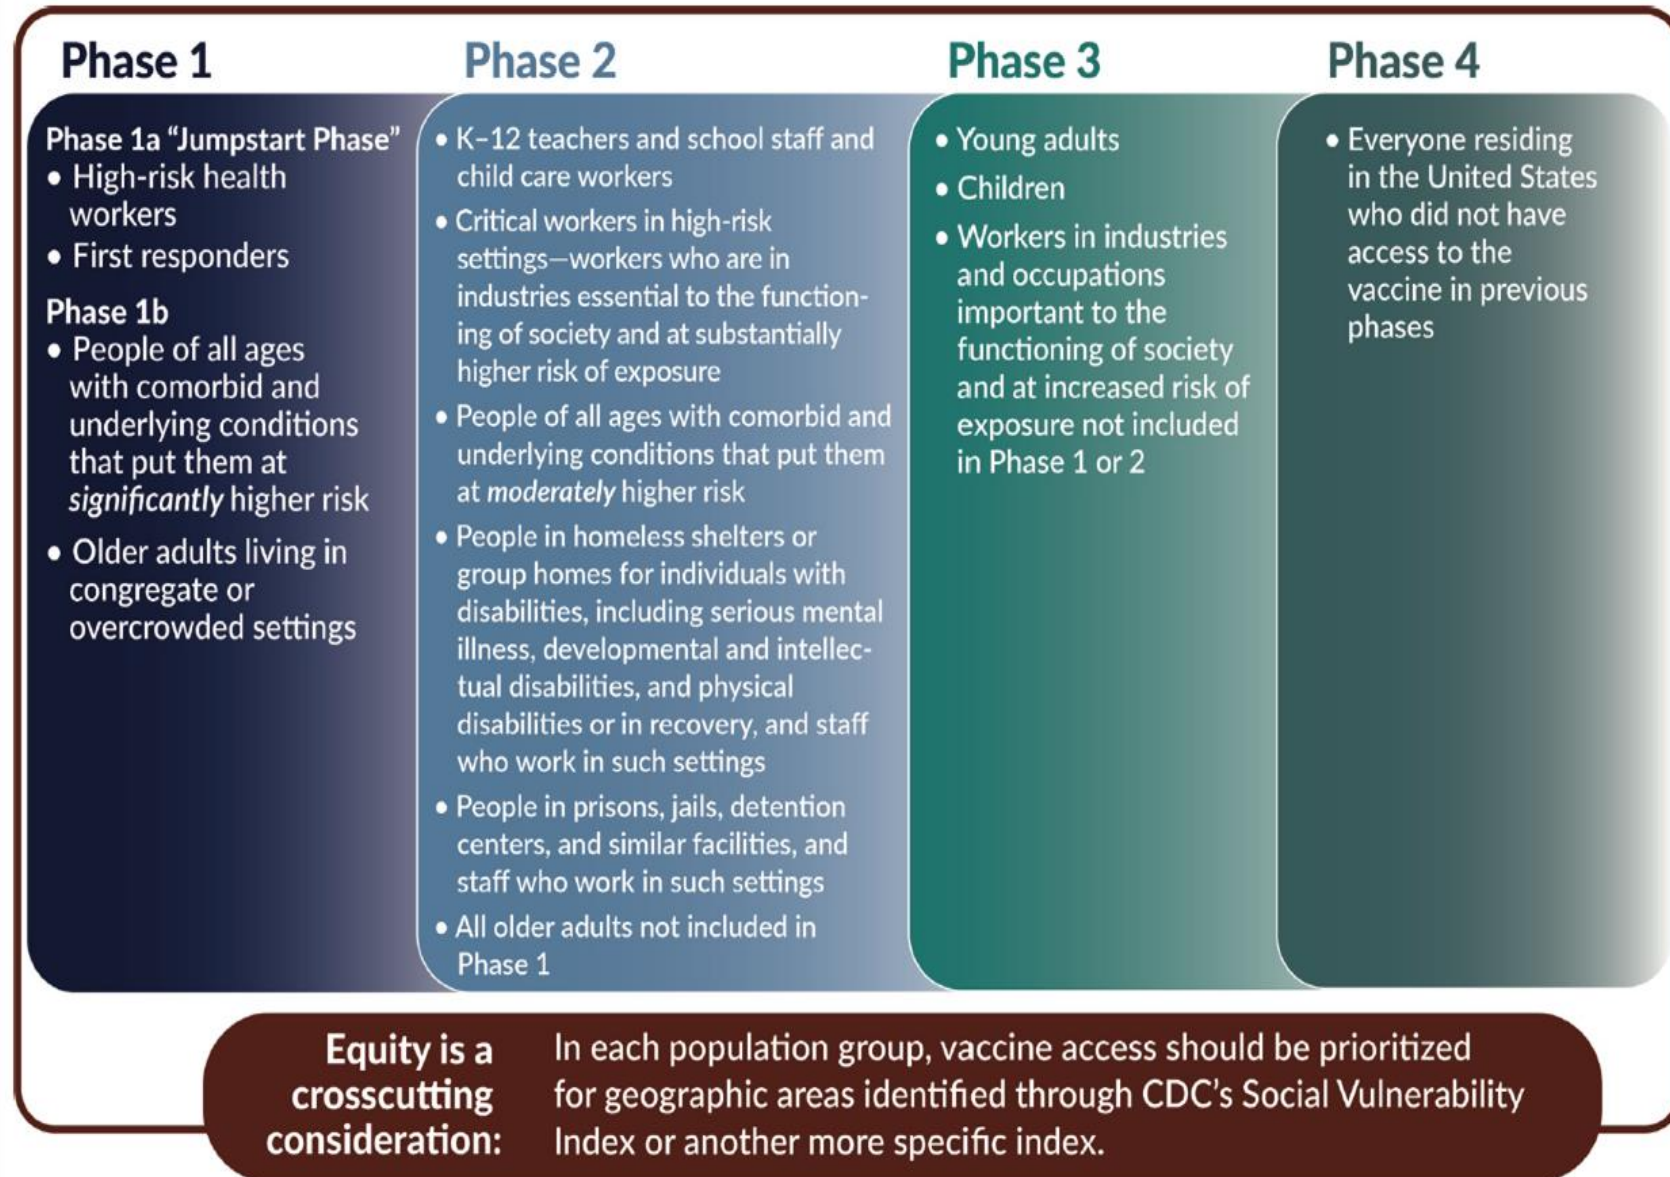 Phase 1
Phase 1a “Jumpstart Phase”
• High-risk health
workers
• First responders
Phase 1b
• People of all ages
with comorbid and
underlying conditions
that put them at
significantly higher risk
• Older adults living in
congregate or
overcrowded settings
Phase 2
• K–12 teachers and school staff and
child care workers
• Critical workers in high-risk
settings—workers who are in
industries essential to the function-
ing of society and at substantially
higher risk of exposure
• People of all ages with comorbid and
underlying conditions that put them
at moderately higher risk
• People in homeless shelters or
group homes for individuals with
disabilities, including serious mental
illness, developmental and intellec-
tual disabilities, and physical
disabilities or in recovery, and staff
who work in such settings
• People in prisons, jails, detention
centers, and similar facilities, and
staff who work in such settings
• All older adults not included in
Phase 1
Phase 3
• Young adults
• Children
• Workers in industries
and occupations
important to the
functioning of society
and at increased risk of
exposure not included
in Phase 1 or 2
Phase 4
• Everyone residing
in the United States
who did not have
access to the
vaccine in previous
phases
Equity is a
crosscutting
consideration:
In each population group, vaccine access should be prioritized
for geographic areas identified through CDC’s Social Vulnerability
Index or another more specific index.